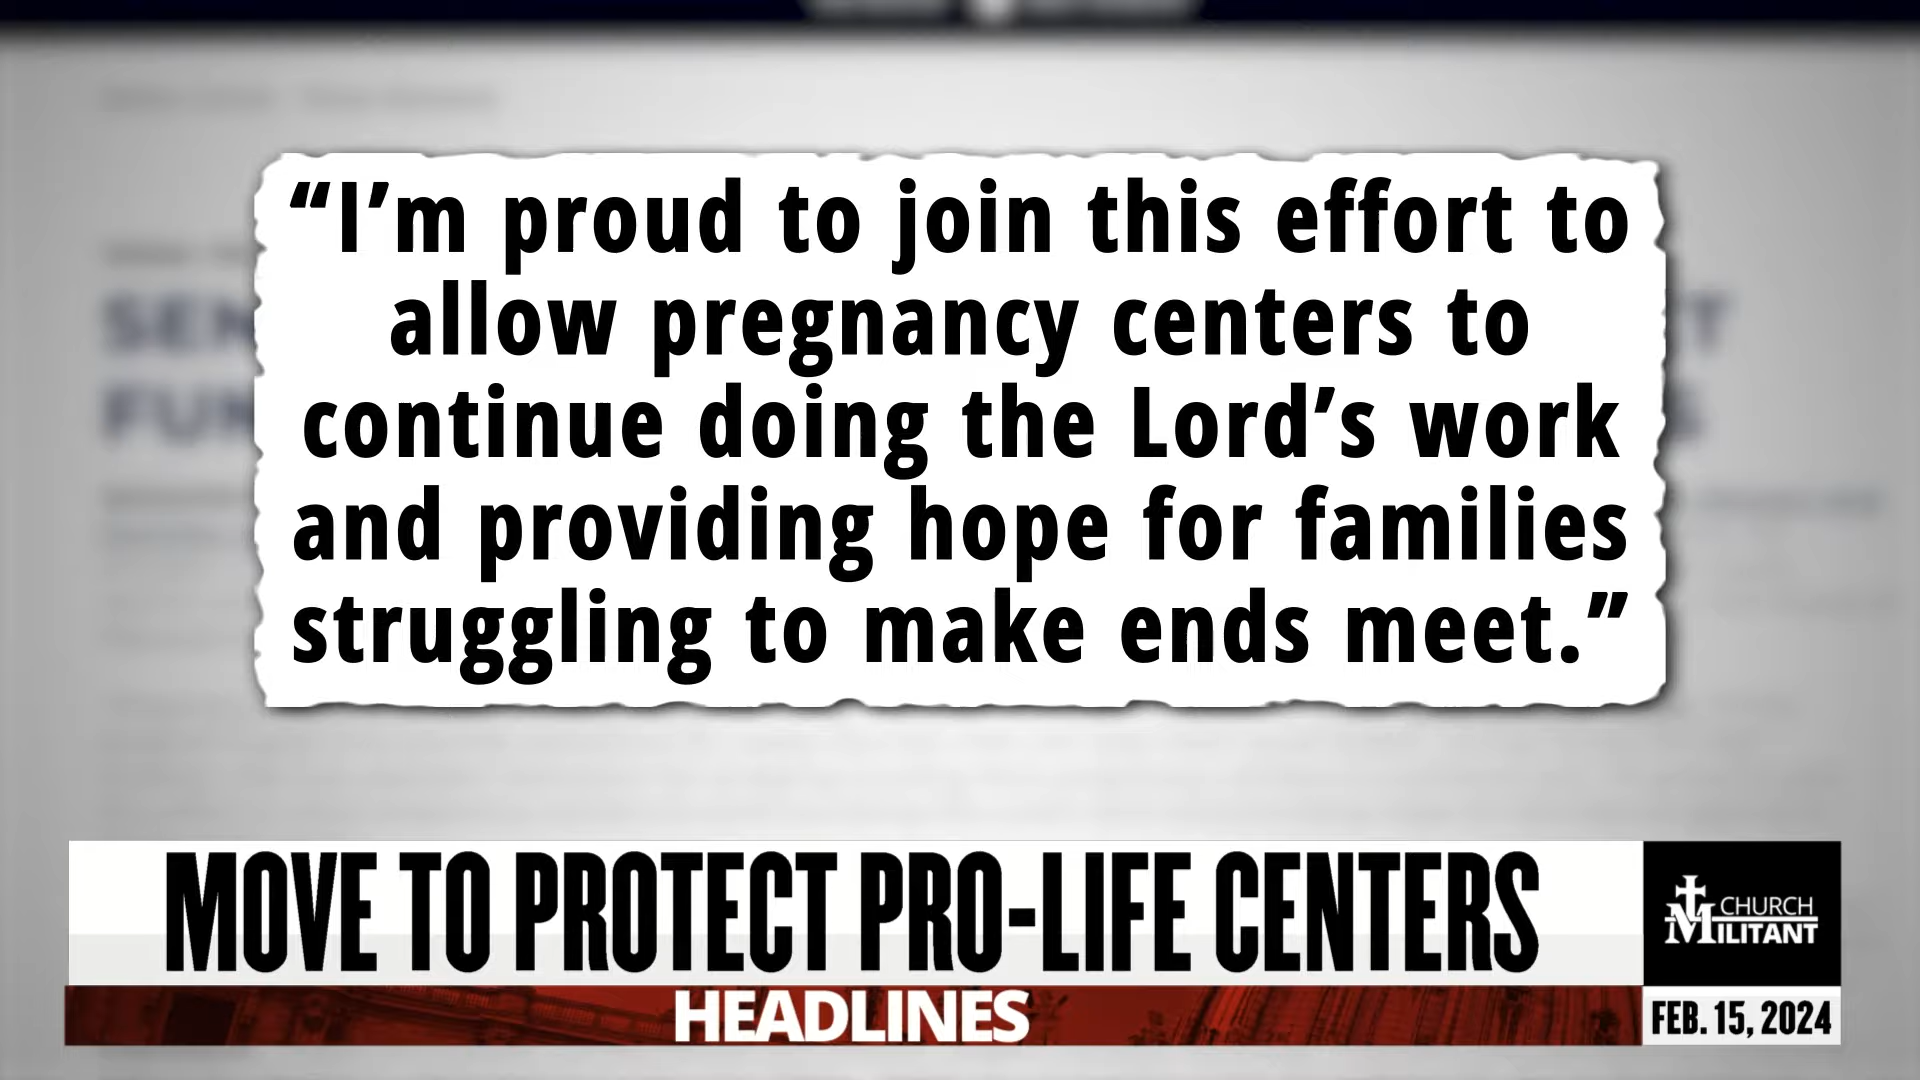 “I’m proud to join this effort to
allow pregnancy centers to
continue doing the Lord’s work
and providing hope for families
struggling to make ends meet.”
MOVE TO PROTECT PRO-LIFE CENTERS
CHURCH
MILITANT
HEADLINES
FEB. 15, 2024